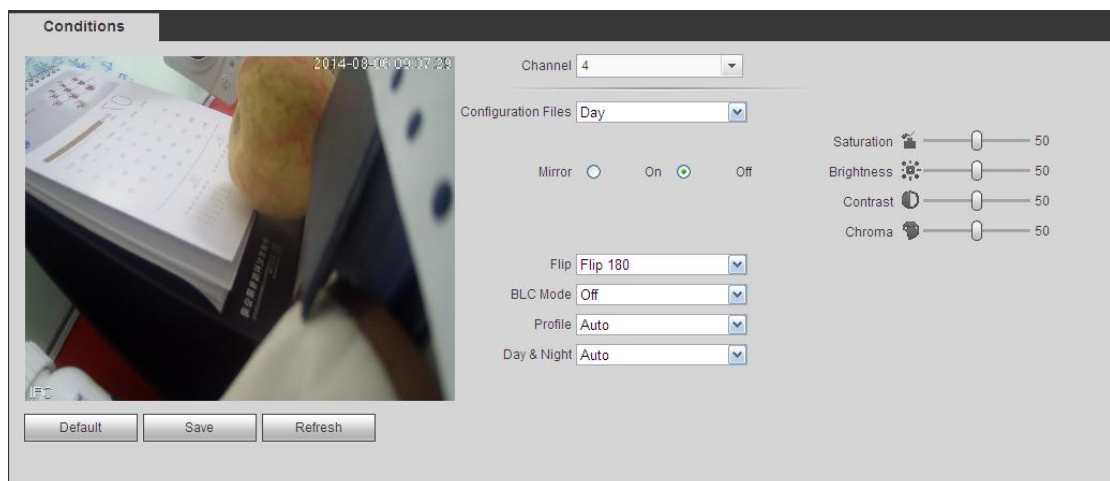 Conditions
2014-08-06 09:07:29
Channel 4
Configuration Files Day
Mirror On Off
Saturation 50
Brightness 50
Contrast 50
Chroma 50
Flip Flip 180
BLC Mode Off
Profile Auto
Day & Night Auto
IPC
Default Save Refresh